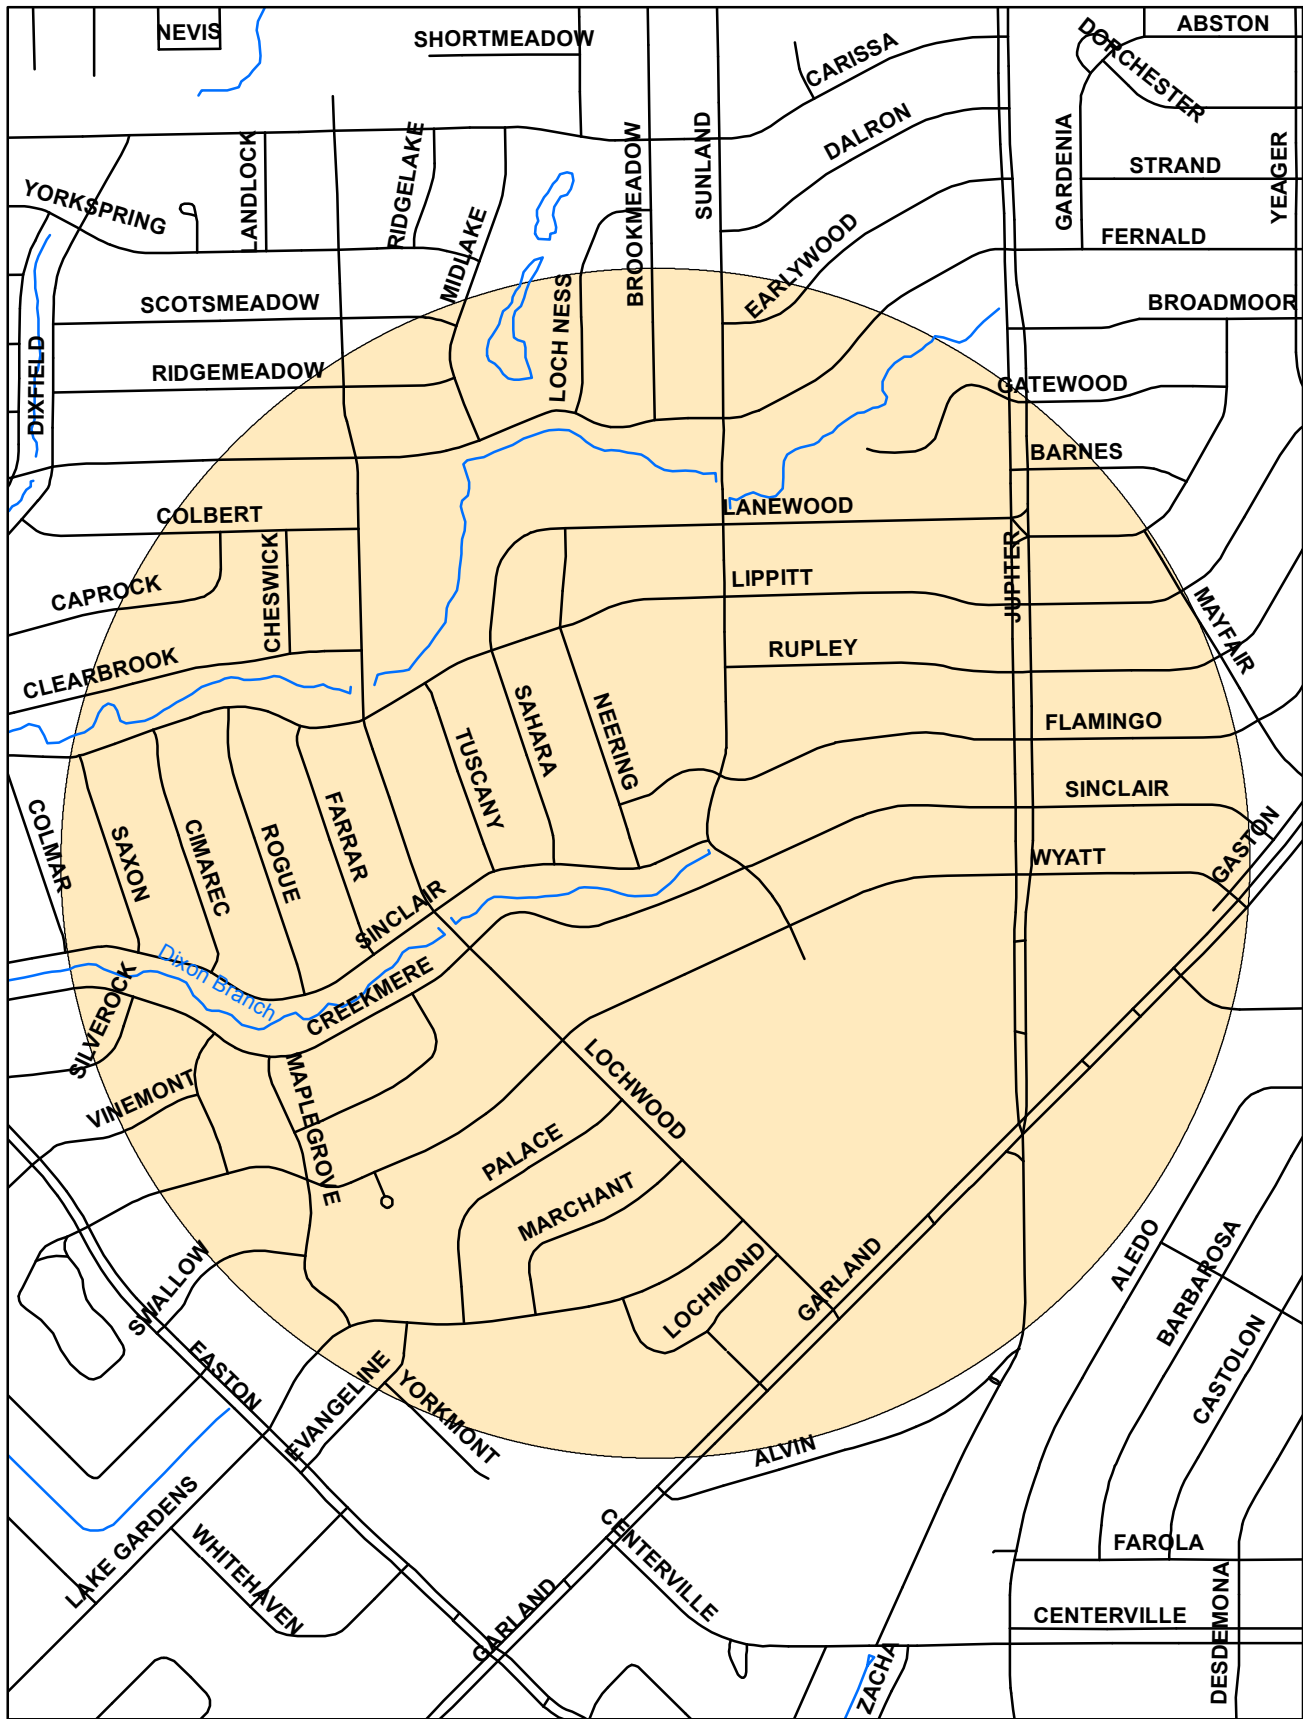 NEVIS
SHORTMEADOW
CARISSA
ABSTON
DORCHESTER
DALRON
SUNLAND
GARDENIA
STRAND
YEAGER
LANDLOCK
RIDGELAKE
BROOKMEADOW
YORKSPRING
MIDLAKE
FERNALD
EARLYWOOD
SCOTSMEADOW
BROADMOOR
LOCH NESS
RIDGEMEADOW
DIXFIELD
GATEWOOD
BARNES
COLBERT
LANEWOOD
CHESWICK
CAPROCK
LIPPITT
JUPITER
MAYFAIR
CLEARBROOK
RUPLEY
SAHARA
NEERING
FLAMINGO
TUSCANY
SINCLAIR
COLMAR
SAXON
CIMAREC
ROGUE
FARRAR
GASTON
WYATT
SINCLAIR
Dixon Branch
SILVEROCK
CREEKMERE
LOCHWOOD
VINEMONT
MAPLEGROVE
PALACE
MARCHANT
SWALLOW
LOCHMOND
GARLAND
ALEDO
BARBAROSA
CASTOLON
EASTON
EVANGELINE
YORKMONT
ALVIN
LAKE GARDENS
WHITEHAVEN
CENTERVILLE
FAROLA
GARLAND
CENTERVILLE
DESDEMONA
ZACHA